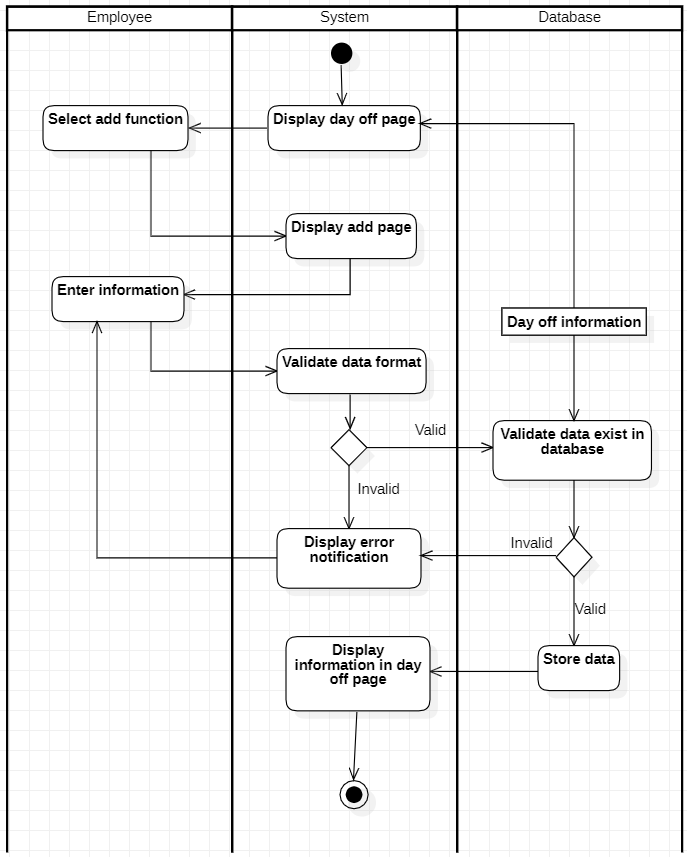 Employee
System
Database
Select add function
Display day off page
Display add page
Enter information
Day off information
Validate data format
Valid
Validate data exist in
database
Invalid
Display error
notification
Invalid
Valid
Display
information in day
off page
Store data